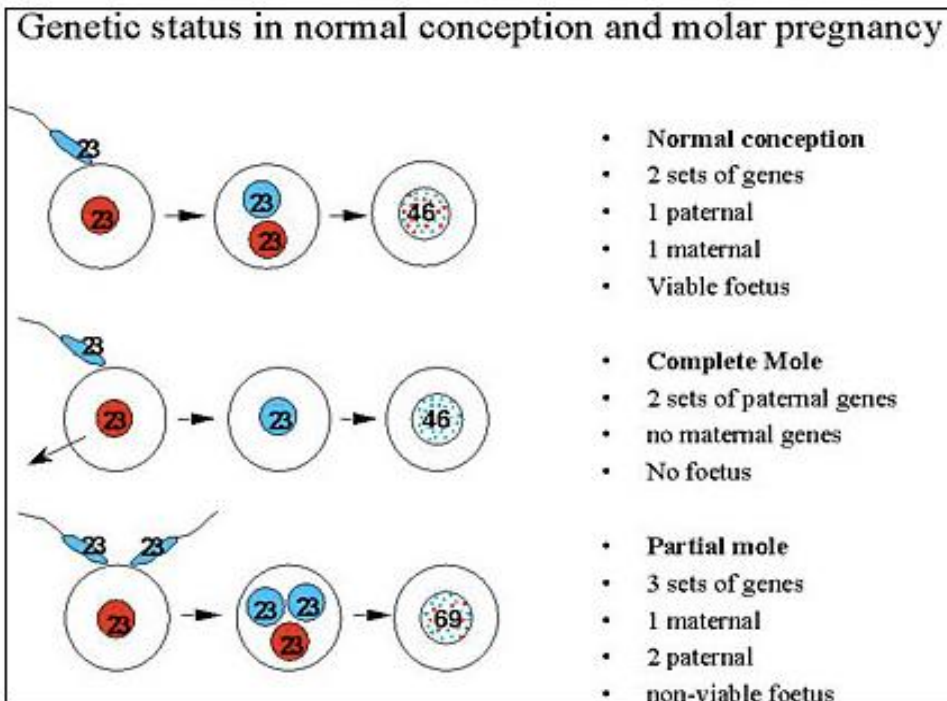 Genetic status in normal conception and molar pregnancy
23
23
23
23
46
• Normal conception
• 2 sets of genes
• 1 paternal
• 1 maternal
• Viable foetus
23
23
23
46
• Complete Mole
• 2 sets of paternal genes
• no maternal genes
• No foetus
23 23
23
23 23
23
69
• Partial mole
• 3 sets of genes
• 1 maternal
• 2 paternal
• non-viable foetus